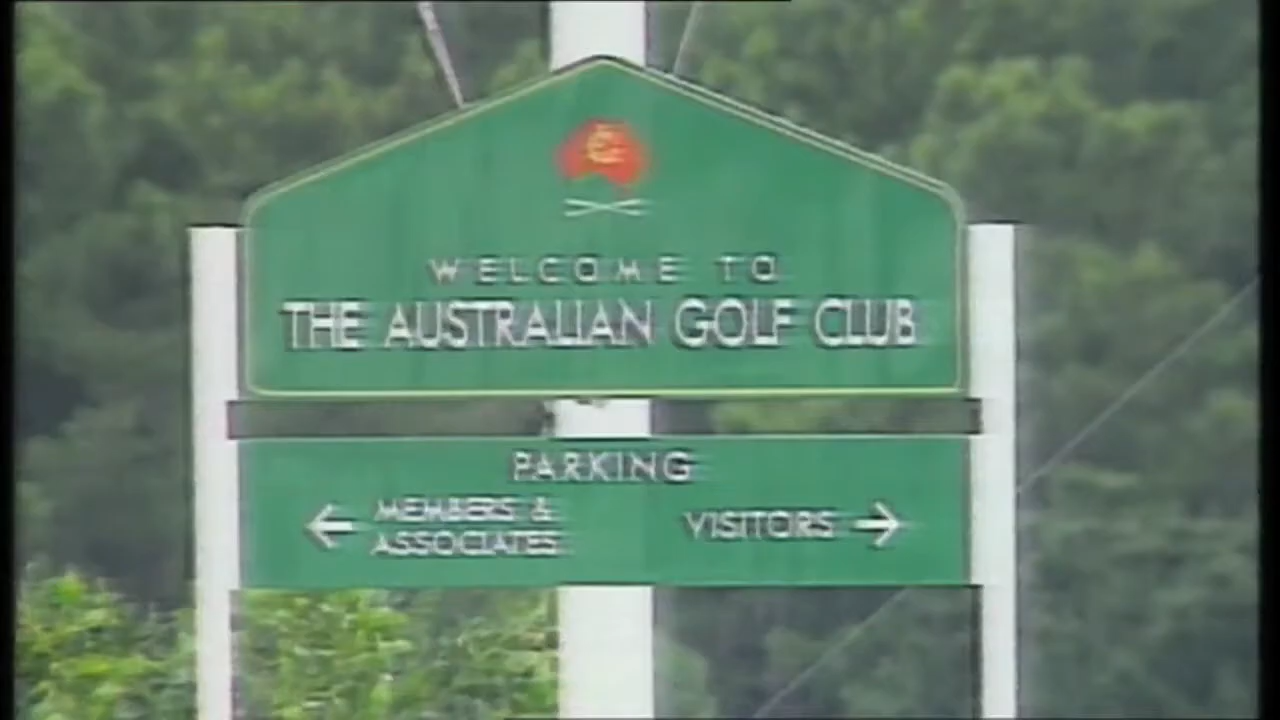 WELCOME TO
THE AUSTRALIAN GOLF CLUB
PARKING
← MEMBERS &
ASSOCIATES
VISITORS →